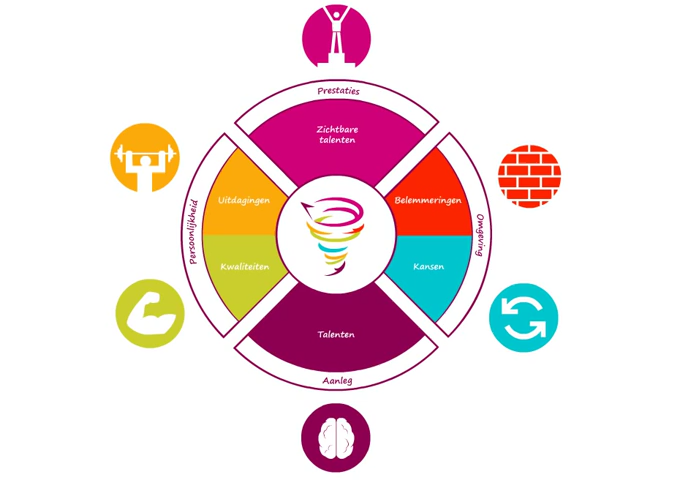 Prestaties
Zichtbare
talenten
Persoonlijkheid
Uitdagingen
Belemmeringen
Omgeving
Kwaliteiten
Kansen
Talenten
Aanleg